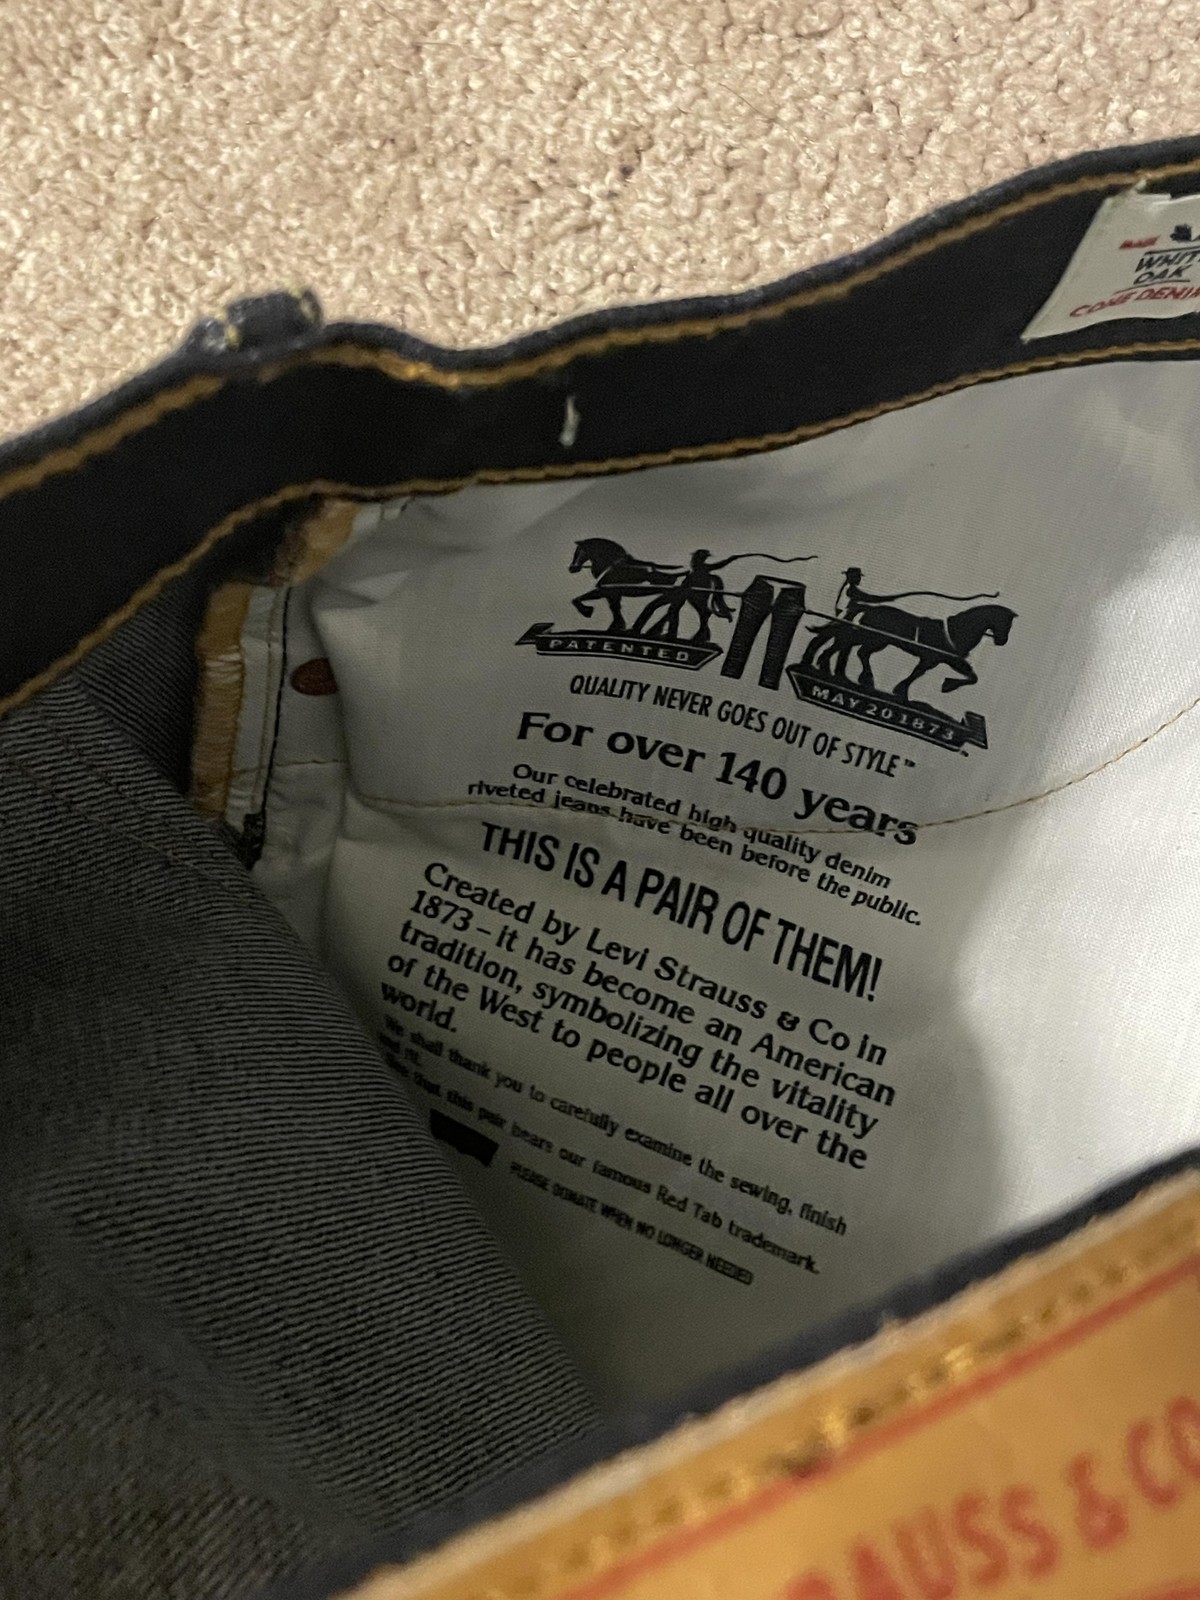 WHIT
OAK
CONE DENIM
PATENTED
MAY 20 1873
QUALITY NEVER GOES OUT OF STYLE™
For over 140 years
Our celebrated high quality denim
riveted jeans have been before the public.
THIS IS A PAIR OF THEM!
Created by Levi Strauss & Co in
1873 – it has become an American
tradition, symbolizing the vitality
of the West to people all over the
world.
We shall thank you to carefully examine the sewing, finish
and fit.
that this pair bears our famous Red Tab trademark.
PLEASE DONATE WHEN NO LONGER NEEDED
AUSS & CO